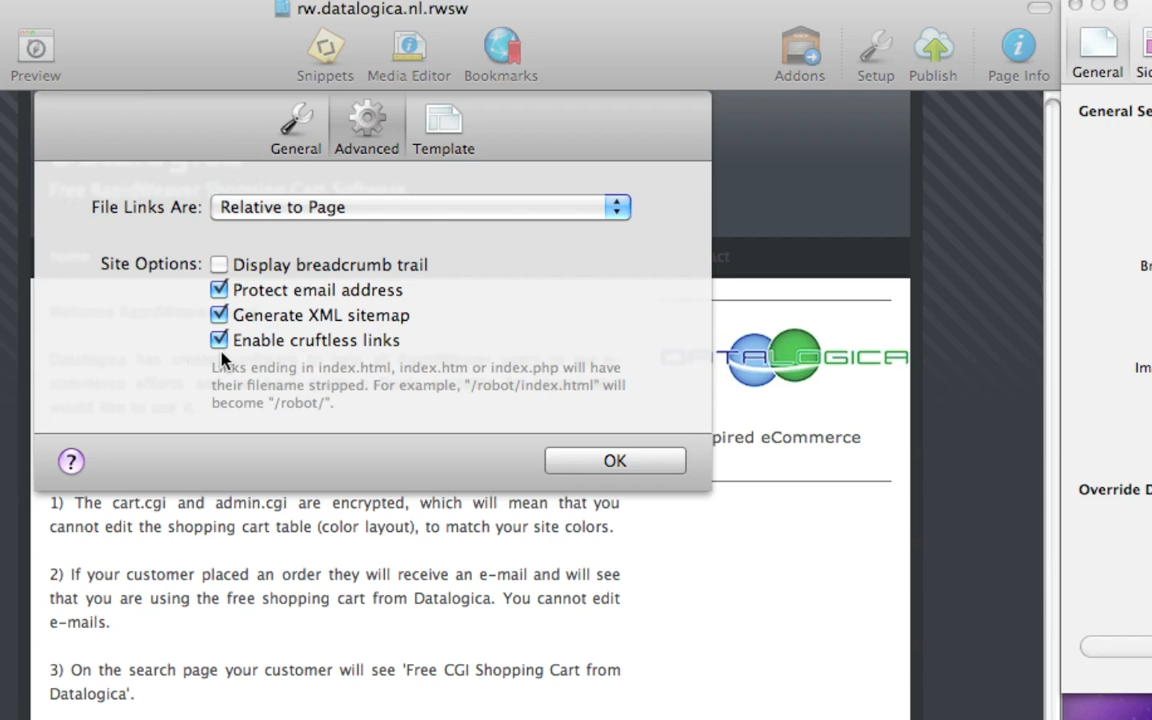 rw.datalogica.nl.rwsw
Preview
Snippets
Media Editor
Bookmarks
Addons
Setup
Publish
Page Info
General
General Se
General
Advanced
Template
File Links Are: Relative to Page
Site Options: Display breadcrumb trail
Protect email address
Generate XML sitemap
Enable cruftless links
Links ending in index.html, index.htm or index.php will have
their filename stripped. For example, "/robot/index.html" will
become "/robot/".
? OK
DATALOGICA
pired eCommerce
Override D
1) The cart.cgi and admin.cgi are encrypted, which will mean that you
cannot edit the shopping cart table (color layout), to match your site colors.
2) If your customer placed an order they will receive an e-mail and will see
that you are using the free shopping cart from Datalogica. You cannot edit
e-mails.
3) On the search page your customer will see 'Free CGI Shopping Cart from
Datalogica'.